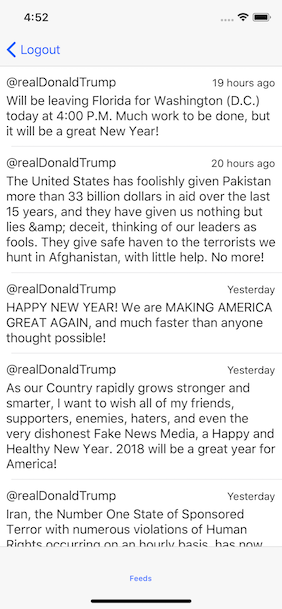 4:52
Logout
@realDonaldTrump 19 hours ago
Will be leaving Florida for Washington (D.C.)
today at 4:00 P.M. Much work to be done, but
it will be a great New Year!
@realDonaldTrump 20 hours ago
The United States has foolishly given Pakistan
more than 33 billion dollars in aid over the last
15 years, and they have given us nothing but
lies &amp; deceit, thinking of our leaders as
fools. They give safe haven to the terrorists we
hunt in Afghanistan, with little help. No more!
@realDonaldTrump Yesterday
HAPPY NEW YEAR! We are MAKING AMERICA
GREAT AGAIN, and much faster than anyone
thought possible!
@realDonaldTrump Yesterday
As our Country rapidly grows stronger and
smarter, I want to wish all of my friends,
supporters, enemies, haters, and even the
very dishonest Fake News Media, a Happy and
Healthy New Year. 2018 will be a great year for
America!
@realDonaldTrump Yesterday
Iran, the Number One State of Sponsored
Terror with numerous violations of Human
Rights occurring on an hourly basis, has now
Feeds